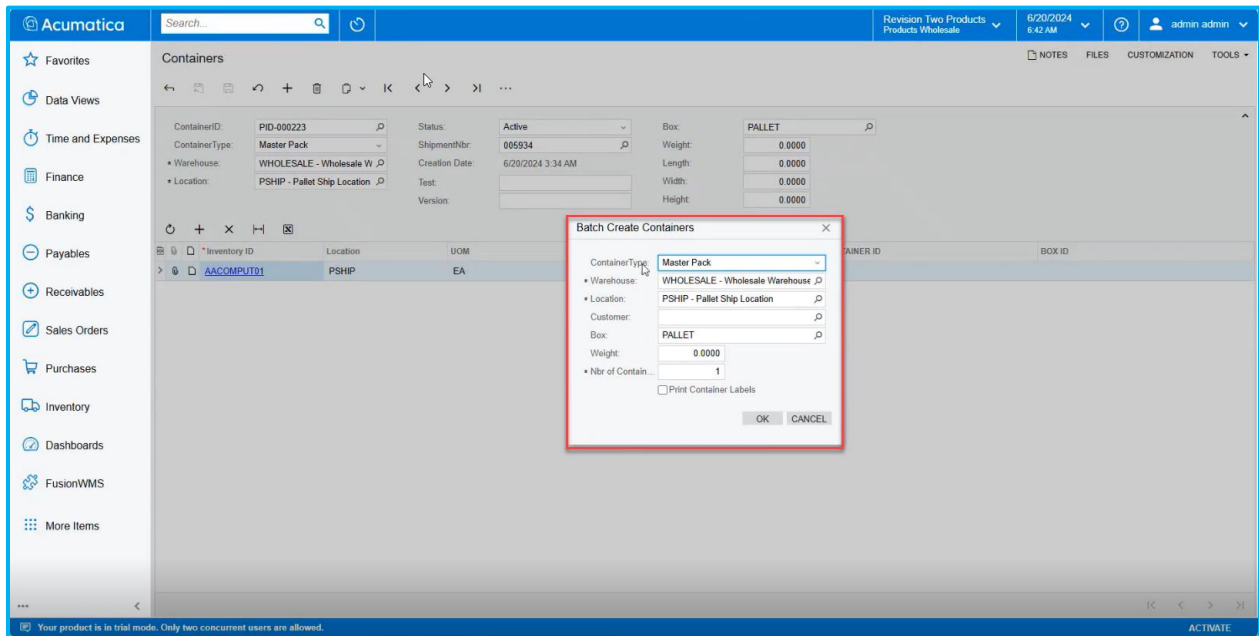 Acumatica
Search...
Revision Two Products
Products Wholesale
6/20/2024
6:42 AM
admin admin
Favorites
Data Views
Time and Expenses
Finance
Banking
Payables
Receivables
Sales Orders
Purchases
Inventory
Dashboards
FusionWMS
More Items
Containers
NOTES FILES CUSTOMIZATION TOOLS
ContainerID: PID-000223 Status: Active Box: PALLET
ContainerType: Master Pack ShipmentNbr: 005934 Weight: 0.0000
* Warehouse: WHOLESALE - Wholesale W Creation Date: 6/20/2024 3:34 AM Length: 0.0000
* Location: PSHIP - Pallet Ship Location Test: Width: 0.0000
Version: Height: 0.0000
* Inventory ID Location UOM TAINER ID BOX ID
AACOMPUT01 PSHIP EA
Batch Create Containers
ContainerType: Master Pack
* Warehouse: WHOLESALE - Wholesale Warehouse
* Location: PSHIP - Pallet Ship Location
Customer:
Box: PALLET
Weight: 0.0000
* Nbr of Contain... 1
Print Container Labels
OK CANCEL
Your product is in trial mode. Only two concurrent users are allowed. ACTIVATE